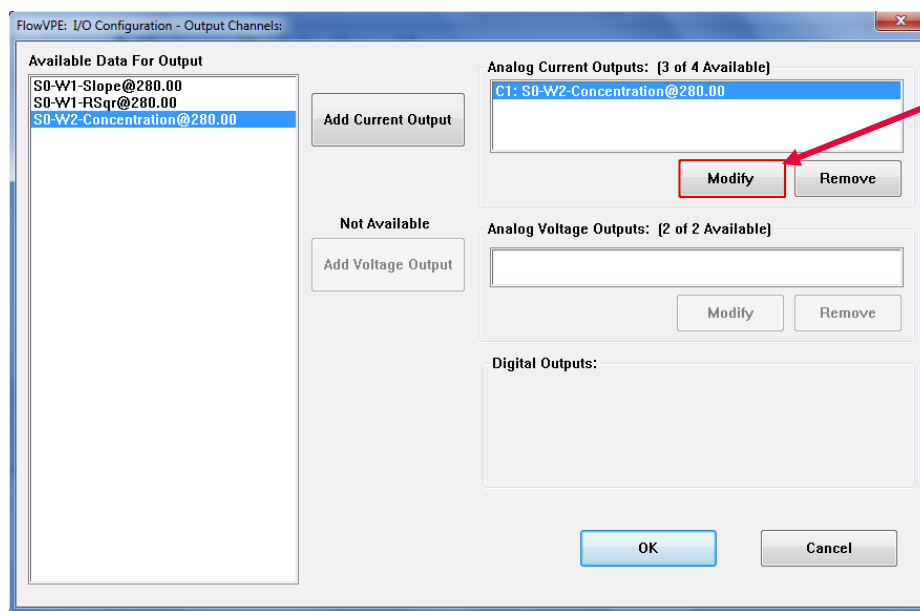 FlowVPE: I/O Configuration - Output Channels:
Available Data For Output
S0-W1-Slope@280.00
S0-W1-RSqr@280.00
S0-W2-Concentration@280.00
Add Current Output
Not Available
Add Voltage Output
Analog Current Outputs: (3 of 4 Available)
C1: S0-W2-Concentration@280.00
Modify
Remove
Analog Voltage Outputs: (2 of 2 Available)
Modify
Remove
Digital Outputs:
OK
Cancel